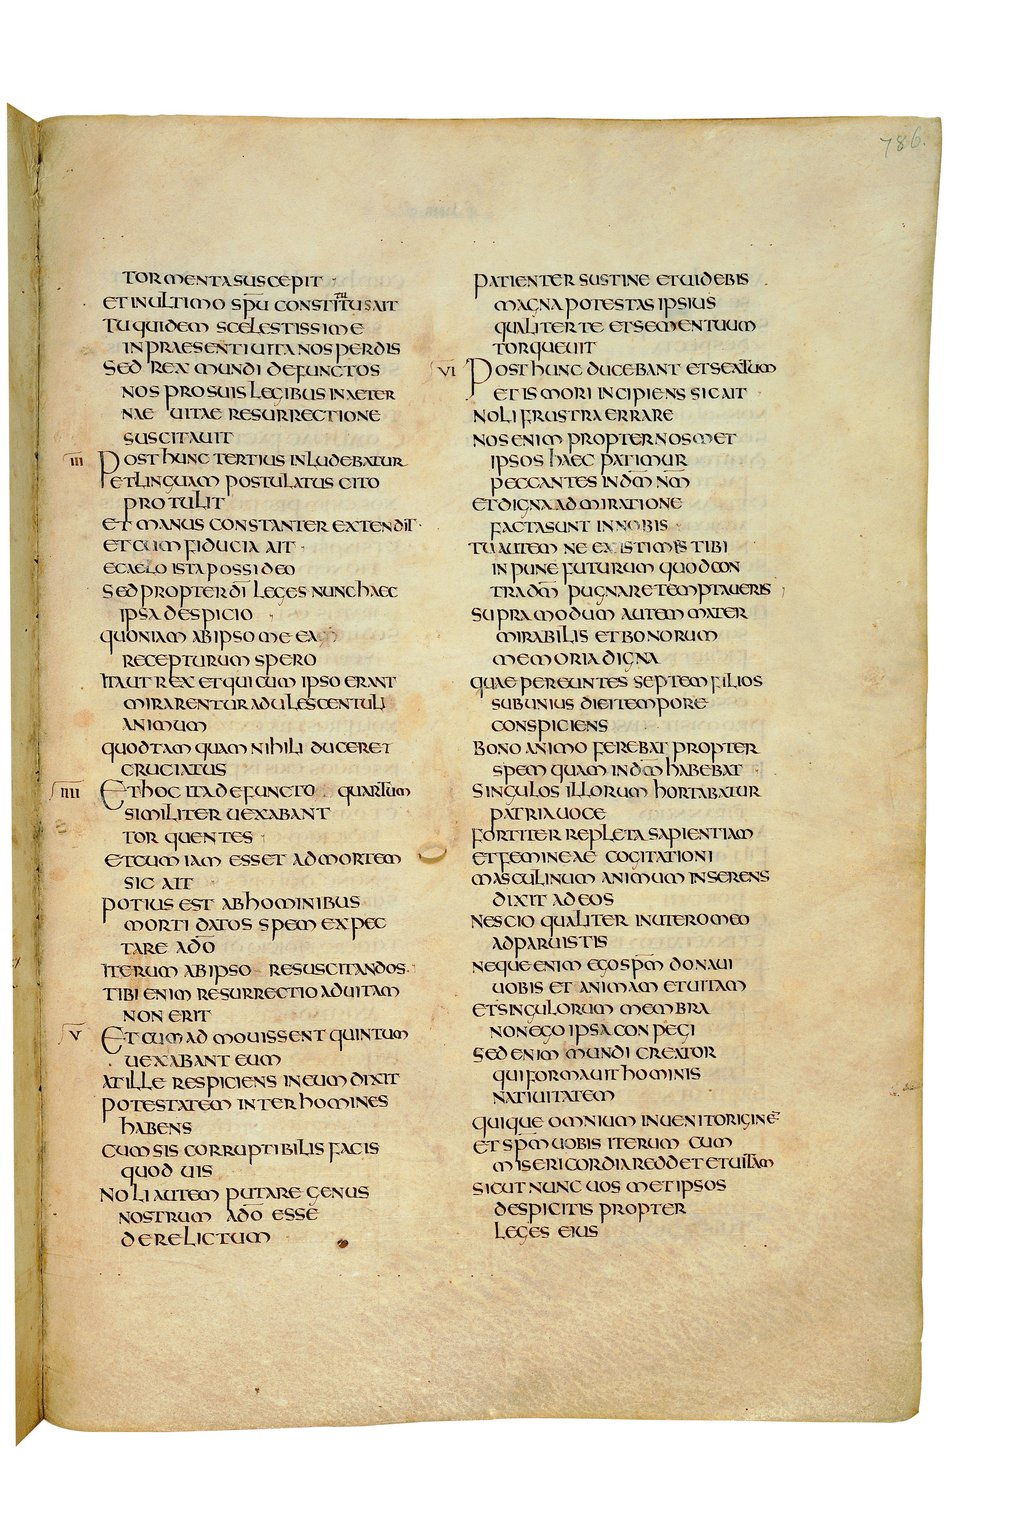 786.
TORMENTA SUSCEPIT
ET IN ULTIMO SPU CONSTITUTUS AIT
TU QUIDEM SCELESTISSIME
IN PRAESENTI UITA NOS PERDIS
SED REX MUNDI DEFUNCTOS
NOS PRO SUIS LEGIBUS IN AETER
NAE UITAE RESURRECTIONE
SUSCITAUIT
III POST HUNC TERTIUS INLUDEBATUR
ET LINGUAM POSTULATUS CITO
PROTULIT
ET MANUS CONSTANTER EXTENDIT
ET CUM FIDUCIA AIT
E CAELO ISTA POSSIDEO
SED PROPTER DI LEGES NUNC HAEC
IPSA DESPICIO
QUONIAM AB IPSO ME EA
RECEPTURUM SPERO
ITAUT REX ET QUI CUM IPSO ERANT
MIRARENTUR ADULESCENTULI
ANIMUM
QUOD TAMQUAM NIHILI DUCERET
CRUCIATUS
IIII ET HOC ITA DEFUNCTO QUARTUM
SIMILITER UEXABANT
TORQUENTES
ET CUM IAM ESSET AD MORTEM
SIC AIT
POTIUS EST AB HOMINIBUS
MORTI DATOS SPEM EXPEC
TARE A DO
ITERUM AB IPSO RESUSCITANDOS
TIBI ENIM RESURRECTIO AD UITAM
NON ERIT
V ET CUM ADMOUISSENT QUINTUM
UEXABANT EUM
AT ILLE RESPICIENS IN EUM DIXIT
POTESTATEM INTER HOMINES
HABENS
CUM SIS CORRUPTIBILIS FACIS
QUOD UIS
NOLI AUTEM PUTARE GENUS
NOSTRUM A DO ESSE
DERELICTUM
PATIENTER SUSTINE ET UIDEBIS
MAGNA POTESTAS IPSIUS
QUALITER TE ET SEMEN TUUM
TORQUEUIT
VI POST HUNC DUCEBANT ET SEXTUM
ET IS MORI INCIPIENS SIC AIT
NOLI FRUSTRA ERRARE
NOS ENIM PROPTER NOSMET
IPSOS HAEC PATIMUR
PECCANTES IN DM NM
ET DIGNA ADMIRATIONE
FACTA SUNT IN NOBIS
TU AUTEM NE EXISTIMES TIBI
INPUNE FUTURUM QUOD CON
TRA DM PUGNARE TEMPTAUERIS
SUPRA MODUM AUTEM MATER
MIRABILIS ET BONORUM
MEMORIA DIGNA
QUAE PEREUNTES SEPTEM FILIOS
SUB UNIUS DIEI TEMPORE
CONSPICIENS
BONO ANIMO FEREBAT PROPTER
SPEM QUAM IN DM HABEBAT
SINGULOS ILLORUM HORTABATUR
PATRIA UOCE
FORTITER REPLETA SAPIENTIAM
ET FEMINEAE COGITATIONI
MASCULINUM ANIMUM INSERENS
DIXIT AD EOS
NESCIO QUALITER IN UTERO MEO
ADPARUISTIS
NEQUE ENIM EGO SPM DONAUI
UOBIS ET ANIMAM ET UITAM
ET SINGULORUM MEMBRA
NON EGO IPSA CONPEGI
SED ENIM MUNDI CREATOR
QUI FORMAUIT HOMINIS
NATIUITATEM
QUIQUE OMNIUM INUENIT ORIGINE
ET SPM UOBIS ITERUM CUM
MISERICORDIA REDDET ET UITAM
SICUT NUNC UOSMET IPSOS
DESPICITIS PROPTER
LEGES EIUS